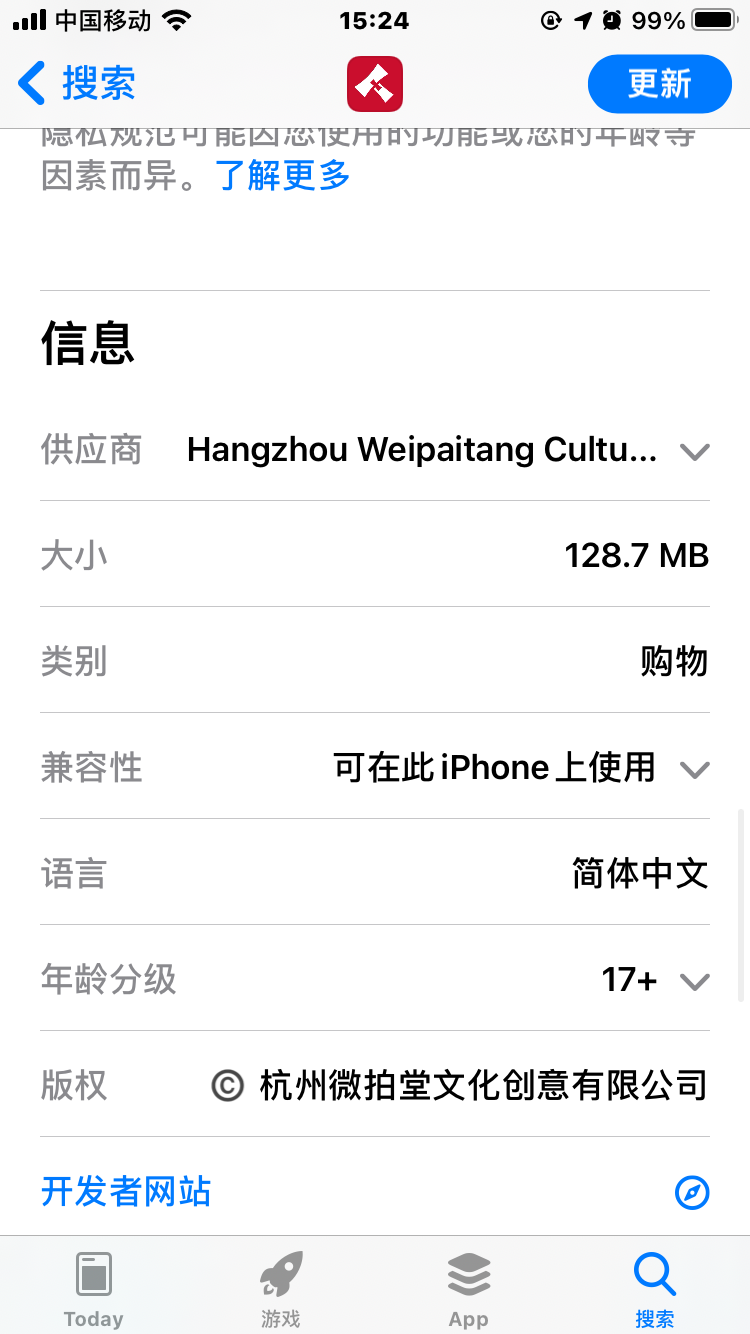 中国移动
15:24
99%
搜索
更新
隐私规范可能因您使用的功能或您的年龄等
因素而异。了解更多
信息
供应商 Hangzhou Weipaitang Cultu...
大小 128.7 MB
类别 购物
兼容性 可在此 iPhone 上使用
语言 简体中文
年龄分级 17+
版权 © 杭州微拍堂文化创意有限公司
开发者网站
Today 游戏 App 搜索